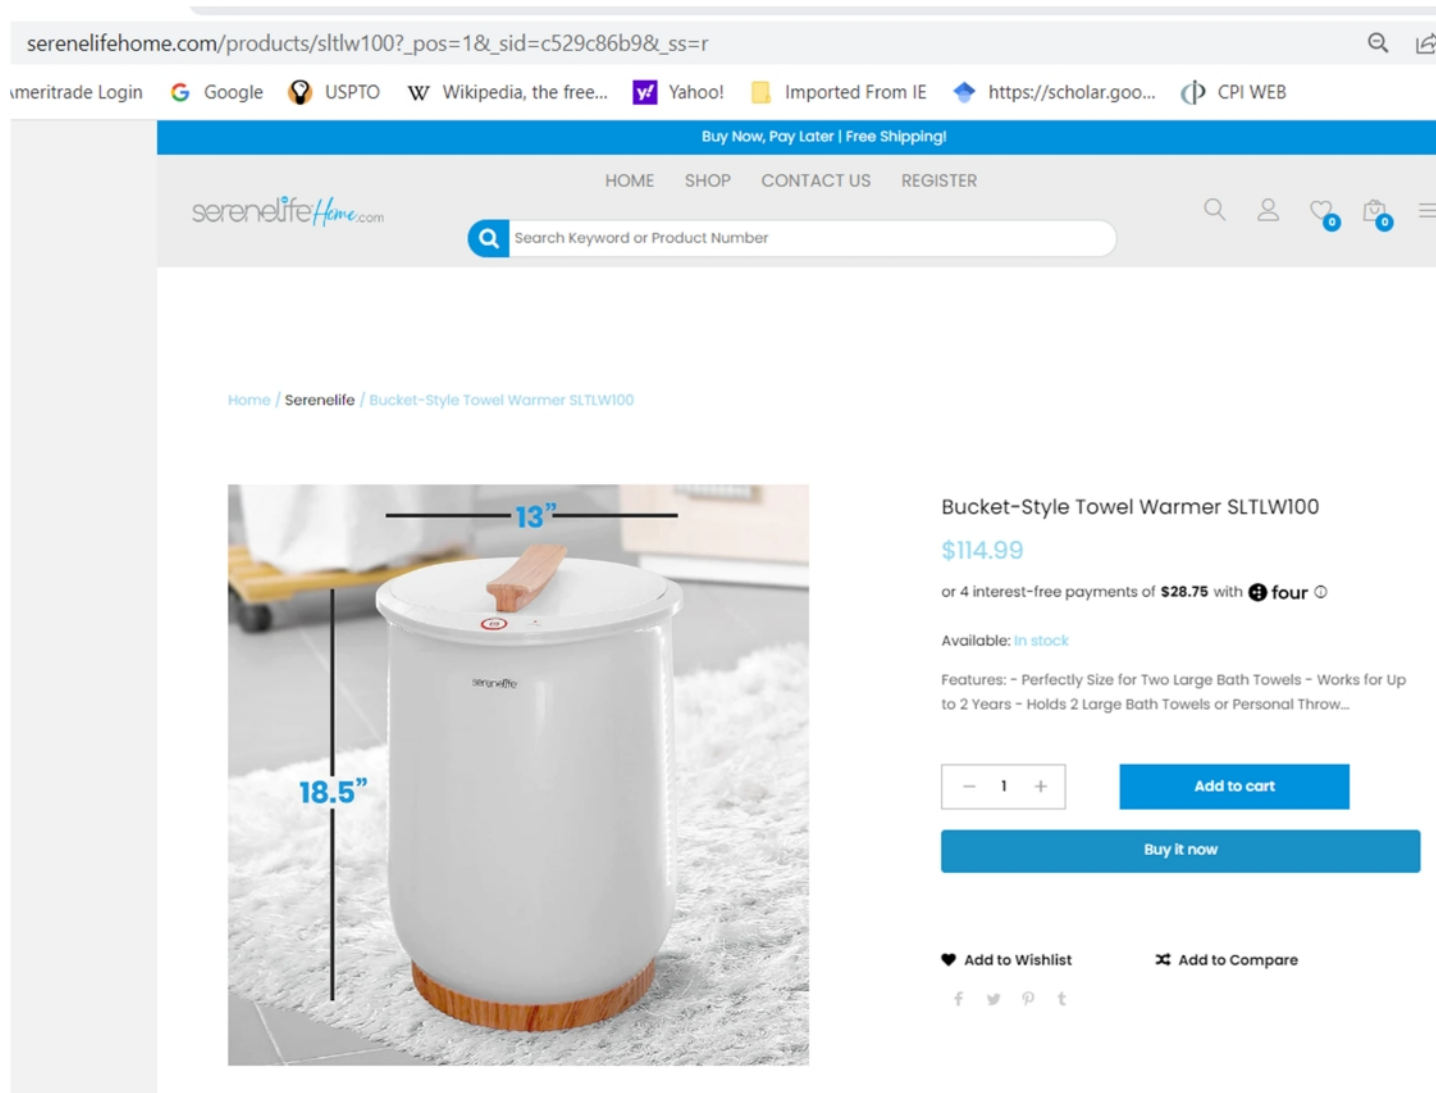 serenelifehome.com/products/sltlw100?_pos=1&_sid=c529c86b9&_ss=r
meritrade Login Google USPTO Wikipedia, the free... Yahoo! Imported From IE https://scholar.goo... CPI WEB
Buy Now, Pay Later | Free Shipping!
HOME SHOP CONTACT US REGISTER
serenelife Home.com
Search Keyword or Product Number
0 0
Home / Serenelife / Bucket-Style Towel Warmer SLTLW100
13”
serenelife
18.5”
Bucket-Style Towel Warmer SLTLW100
$114.99
or 4 interest-free payments of $28.75 with four
Available: In stock
Features: - Perfectly Size for Two Large Bath Towels - Works for Up
to 2 Years - Holds 2 Large Bath Towels or Personal Throw...
− 1 +
Add to cart
Buy it now
Add to Wishlist Add to Compare